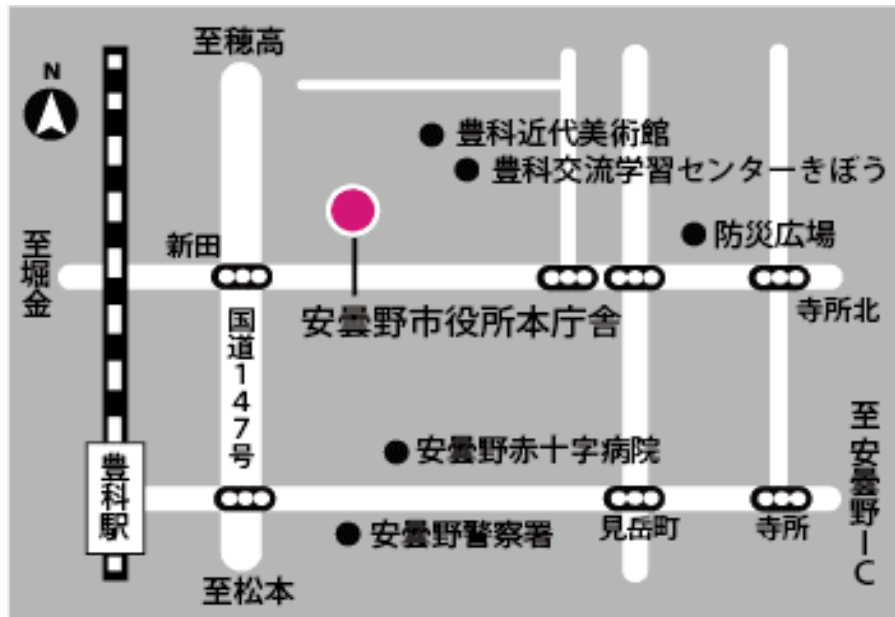 至穂高
N
豊科近代美術館
豊科交流学習センターきぼう
防災広場
新田
至堀金
寺所北
安曇野市役所本庁舎
国道147号
至安曇野IC
安曇野赤十字病院
豊科駅
見岳町
寺所
安曇野警察署
至松本